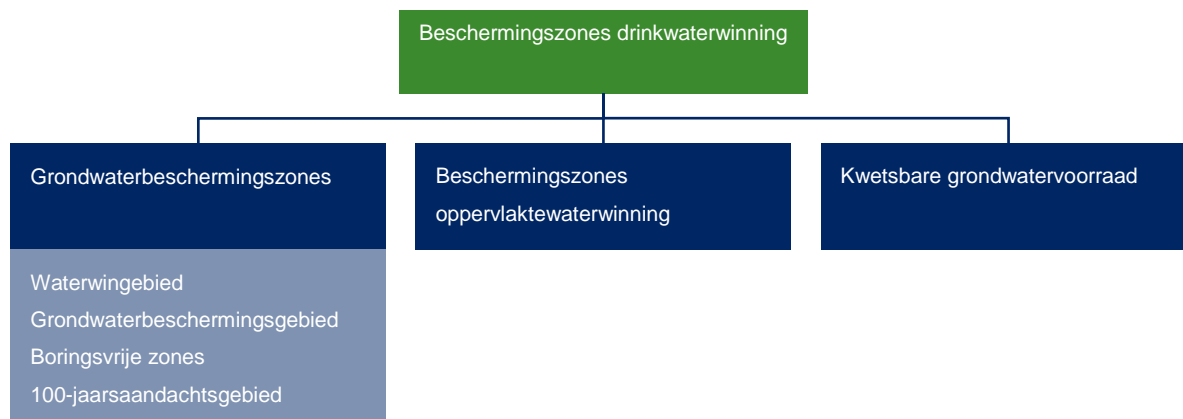 Beschermingszones drinkwaterwinning
Grondwaterbeschermingszones
Waterwingebied
Grondwaterbeschermingsgebied
Boringsvrije zones
100-jaarsaandachtsgebied
Beschermingszones
oppervlaktewaterwinning
Kwetsbare grondwatervoorraad